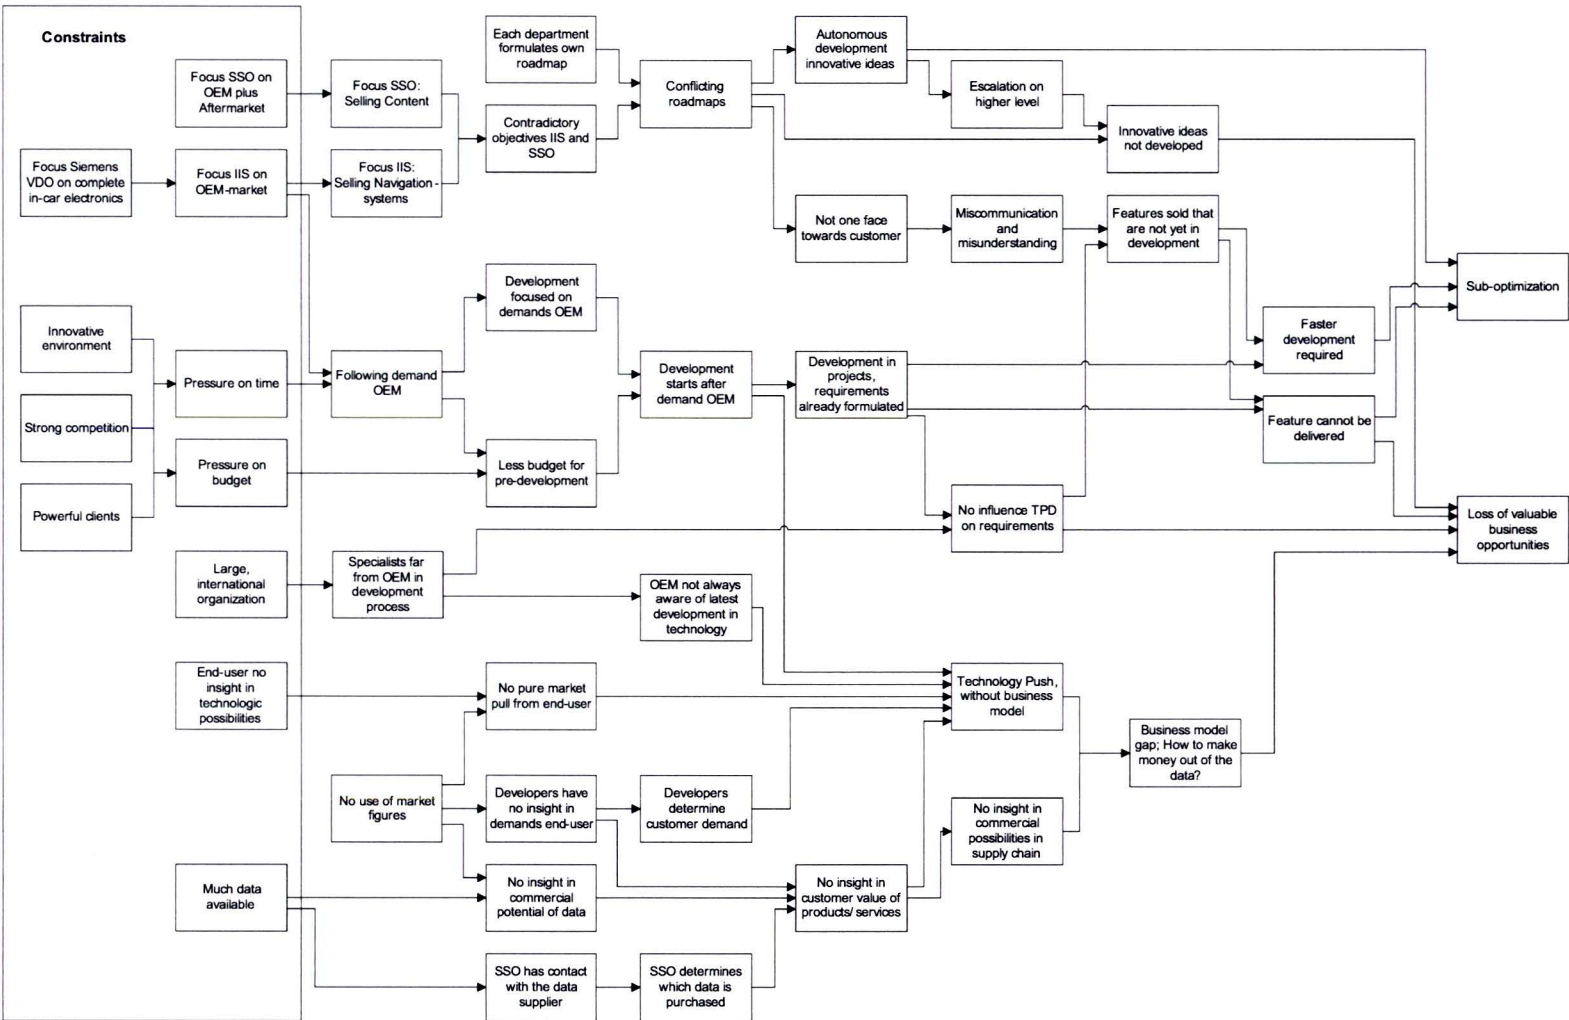 Constraints
Each department
formulates own
roadmap
Autonomous
development
innovative ideas
Focus SSO on
OEM plus
Aftermarket
Focus SSO:
Selling Content
Conflicting
roadmaps
Escalation on
higher level
Contradictory
objectives IIS and
SSO
Innovative ideas
not developed
Focus Siemens
VDO on complete
in-car electronics
Focus IIS on
OEM-market
Focus IIS:
Selling Navigation-
systems
Not one face
towards customer
Miscommunication
and
misunderstanding
Features sold that
are not yet in
development
Development
focused on
demands OEM
Sub-optimization
Innovative
environment
Faster
development
required
Pressure on time
Following demand
OEM
Development
starts after
demand OEM
Development in
projects,
requirements
already formulated
Strong competition
Feature cannot be
delivered
Pressure on
budget
Less budget for
pre-development
Powerful clients
No influence TPD
on requirements
Loss of valuable
business
opportunities
Large,
international
organization
Specialists far
from OEM in
development
process
OEM not always
aware of latest
development in
technology
End-user no
insight in
technologic
possibilities
No pure market
pull from end-user
Technology Push,
without business
model
Business model
gap; How to make
money out of the
data?
No use of market
figures
Developers have
no insight in
demands end-user
Developers
determine
customer demand
No insight in
commercial
possibilities in
supply chain
Much data
available
No insight in
commercial
potential of data
No insight in
customer value of
products/ services
SSO has contact
with the data
supplier
SSO determines
which data is
purchased